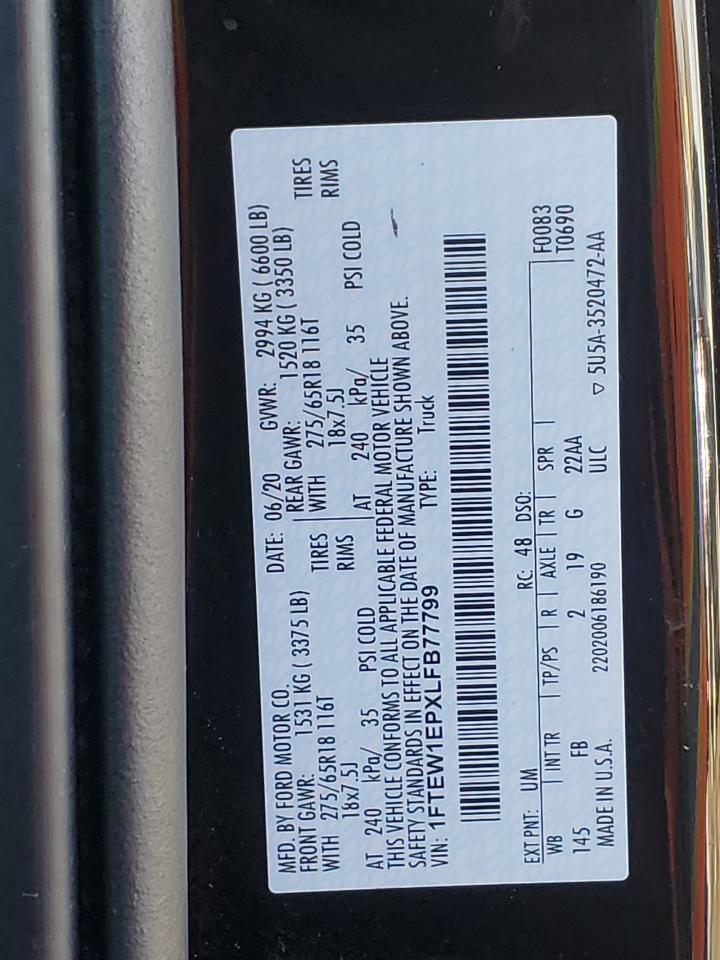 MFD. BY FORD MOTOR CO. DATE: 06/20 GVWR: 2994 KG ( 6600 LB)
FRONT GAWR: 1531 KG ( 3375 LB) REAR GAWR: 1520 KG ( 3350 LB)
WITH 275/65R18 116T TIRES WITH 275/65R18 116T TIRES
18x7.5J RIMS 18x7.5J RIMS
AT 240 kPa/ 35 PSI COLD AT 240 kPa/ 35 PSI COLD
THIS VEHICLE CONFORMS TO ALL APPLICABLE FEDERAL MOTOR VEHICLE
SAFETY STANDARDS IN EFFECT ON THE DATE OF MANUFACTURE SHOWN ABOVE.
VIN: 1FTEW1EPXLFB77799 TYPE: Truck
EXT PNT: UM RC: 48 DSO: F0083
WB INT TR TP/PS R AXLE TR SPR T0690
145 FB 2 19 G 22AA
MADE IN U.S.A. 2202006186190 ULC ▽ 5U5A-3520472-AA